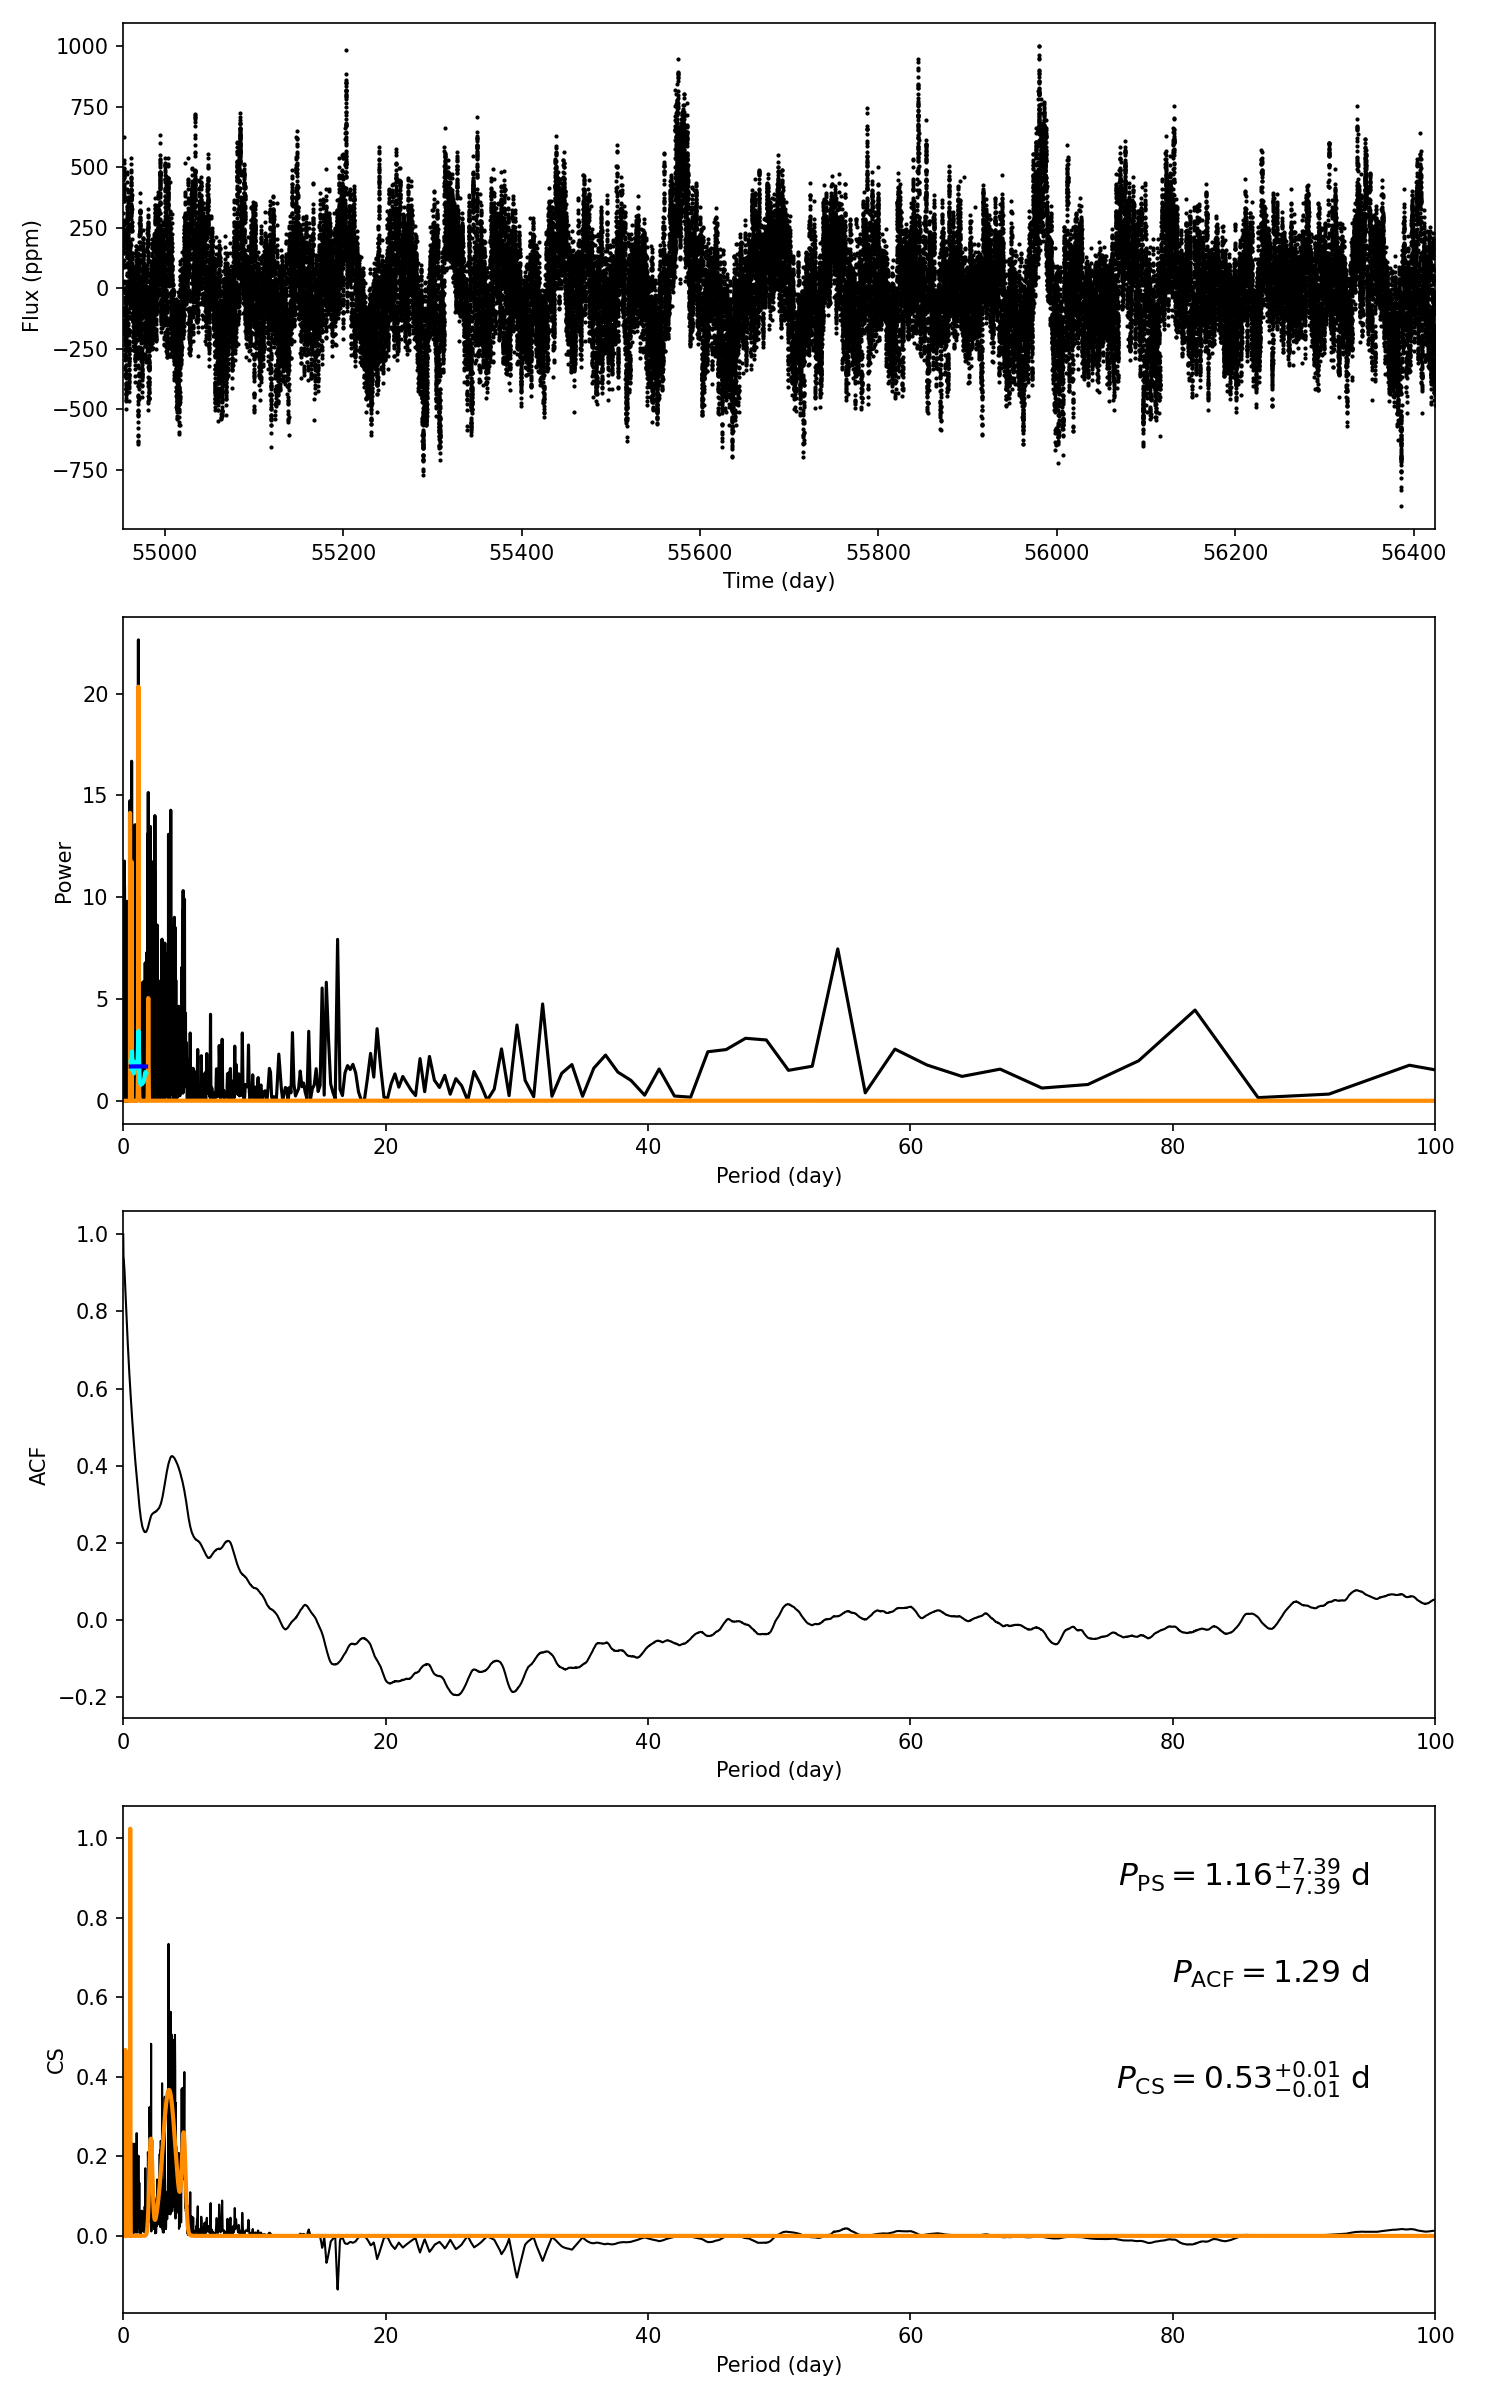 1000
750
500
250
0
−250
−500
−750
Flux (ppm)
55000 55200 55400 55600 55800 56000 56200 56400
Time (day)
20
15
10
5
0
Power
0 20 40 60 80 100
Period (day)
1.0
0.8
0.6
0.4
0.2
0.0
−0.2
ACF
0 20 40 60 80 100
Period (day)
1.0
0.8
0.6
0.4
0.2
0.0
CS
P_PS = 1.16^{+7.39}_{−7.39} d
P_ACF = 1.29 d
P_CS = 0.53^{+0.01}_{−0.01} d
0 20 40 60 80 100
Period (day)